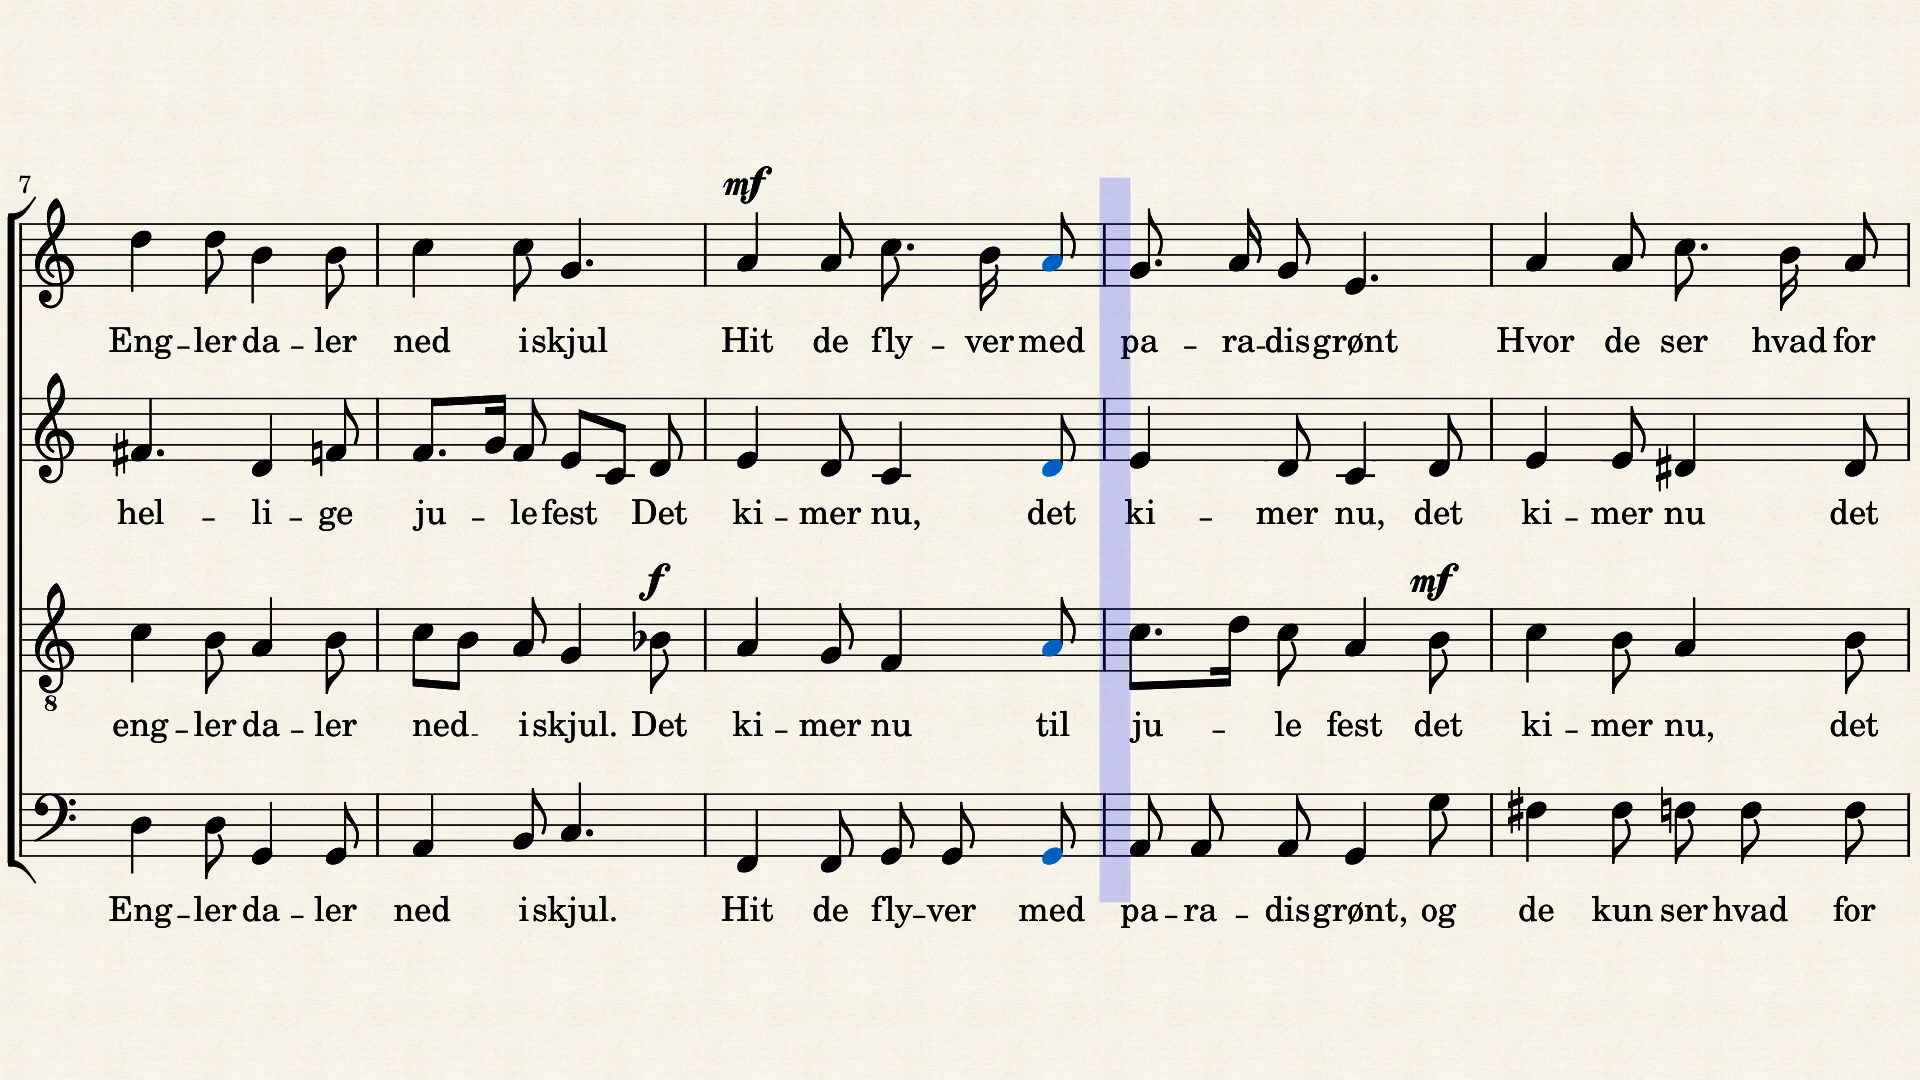 7
mf
Eng-ler da-ler ned i skjul Hit de fly-ver med pa-ra-dis grønt Hvor de ser hvad for
hel-li-ge ju-le fest Det ki-mer nu, det ki-mer nu, det ki-mer nu det
f mf
8
eng-ler da-ler ned i skjul. Det ki-mer nu til ju-le fest det ki-mer nu, det
Eng-ler da-ler ned i skjul. Hit de fly-ver med pa-ra-dis grønt, og de kun ser hvad for